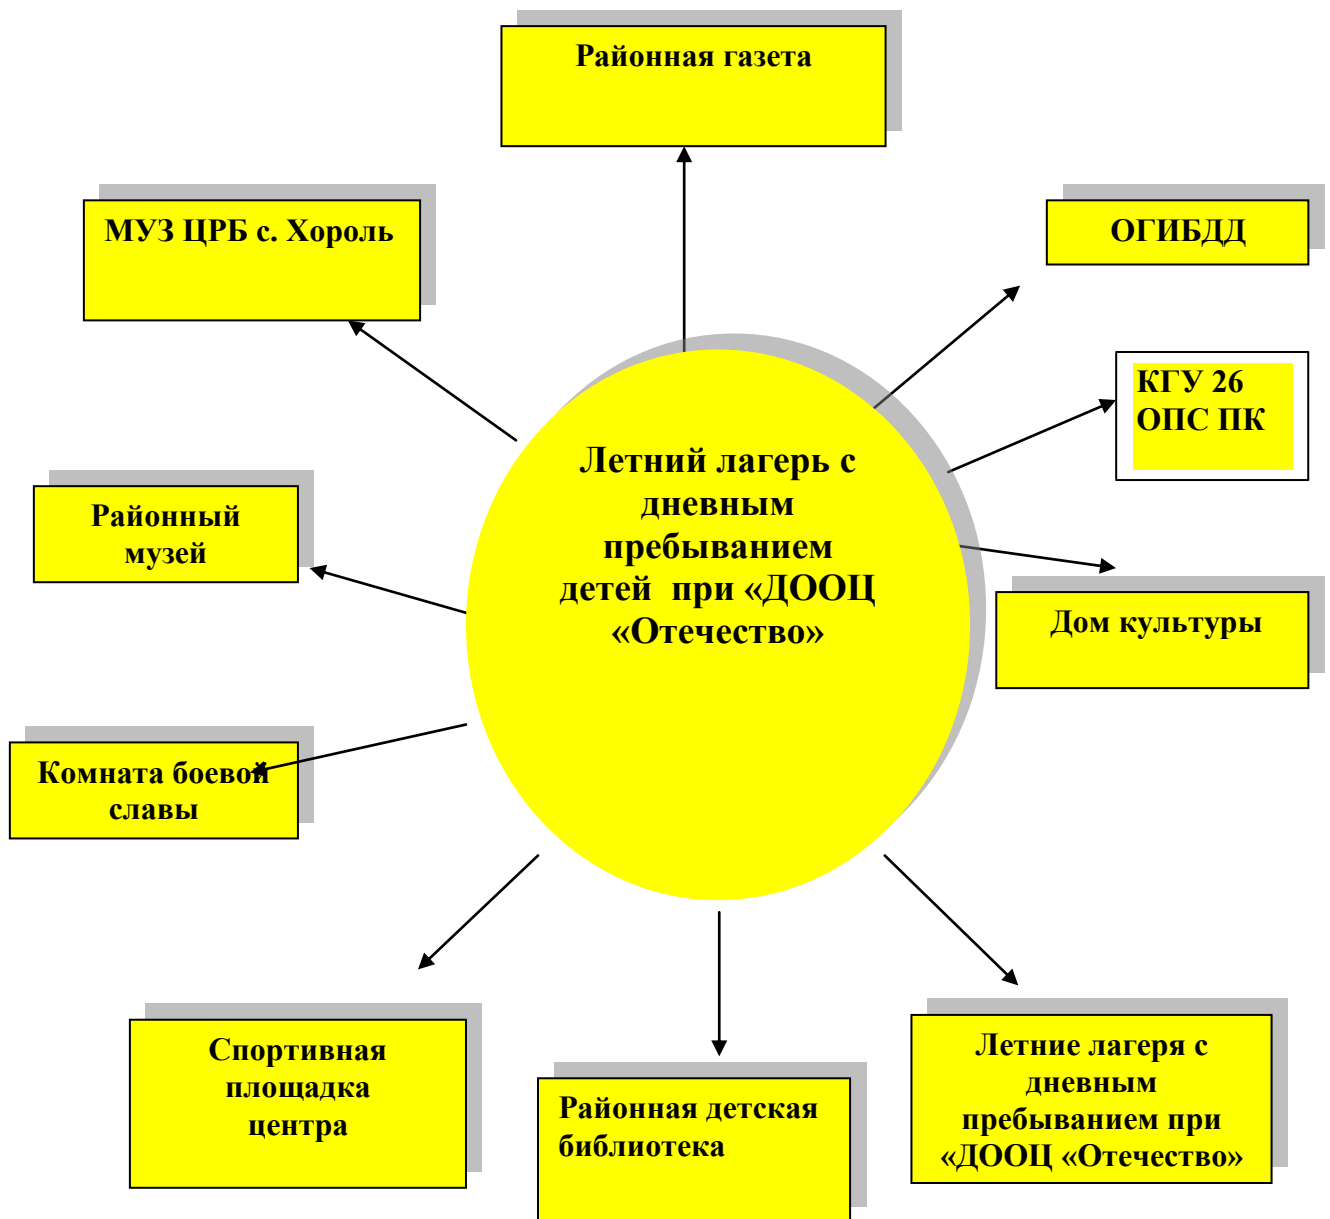 Районная газета
МУЗ ЦРБ с. Хороль
ОГИБДД
КГУ 26
ОПС ПК
Летний лагерь с
дневным
пребыванием
детей при «ДООЦ
«Отечество»
Районный
музей
Дом культуры
Комната боевой
славы
Спортивная
площадка
центра
Районная детская
библиотека
Летние лагеря с
дневным
пребыванием при
«ДООЦ «Отечество»